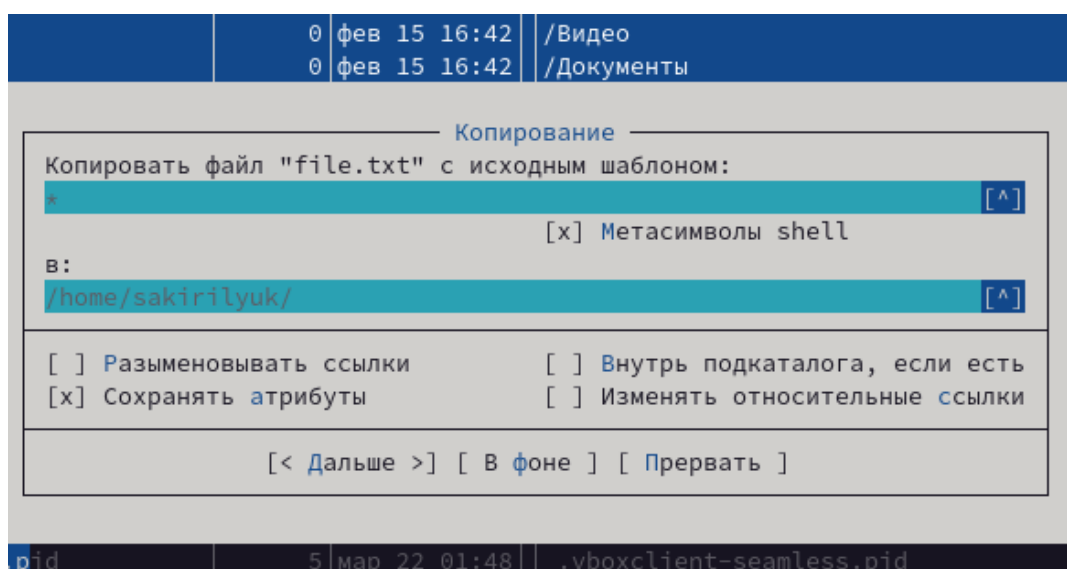 0 фев 15 16:42 /Видео
0 фев 15 16:42 /Документы
Копирование
Копировать файл "file.txt" с исходным шаблоном:
* [^]
[x] Метасимволы shell
в:
/home/sakirilyuk/ [^]
[ ] Разыменовывать ссылки [ ] Внутрь подкаталога, если есть
[x] Сохранять атрибуты [ ] Изменять относительные ссылки
[< Дальше >] [ В фоне ] [ Прервать ]
.pid 5 мар 22 01:48 .vboxclient-seamless.pid